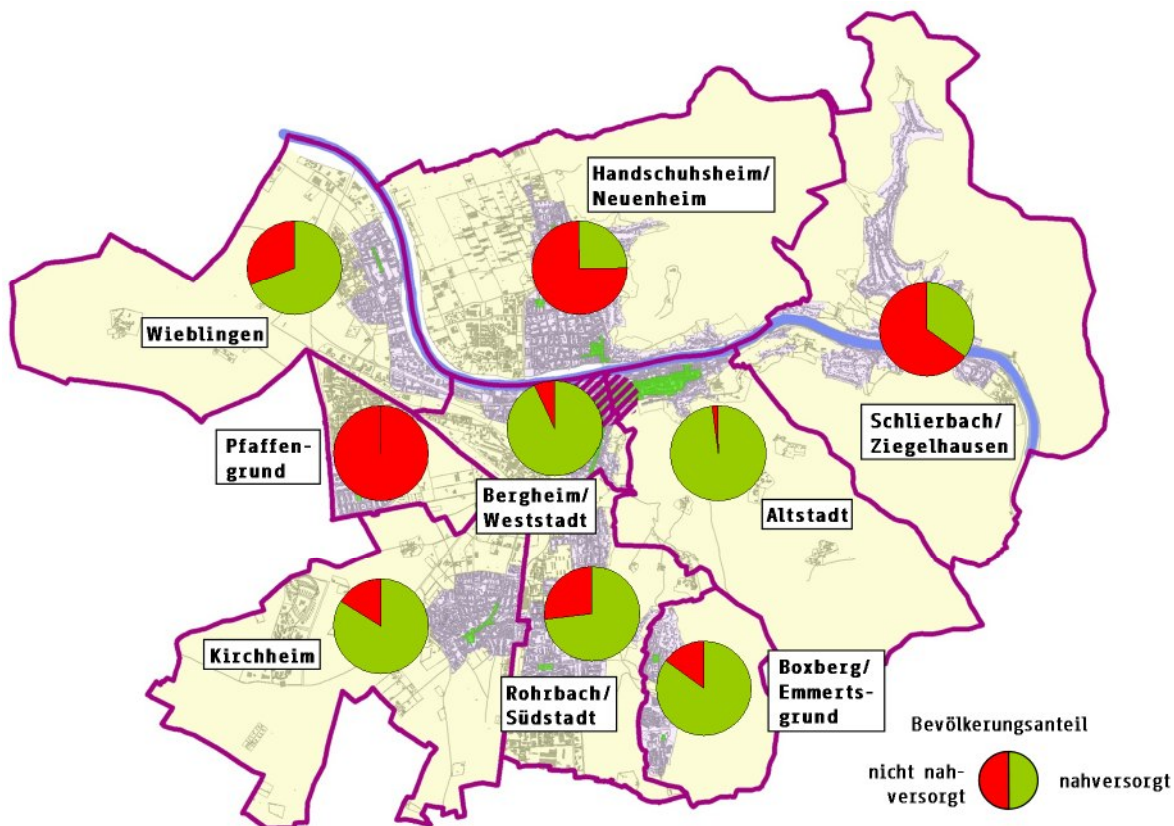 Handschuhsheim/
Neuenheim
Wieblingen
Schlierbach/
Ziegelhausen
Pfaffen-
grund
Bergheim/
Weststadt
Altstadt
Kirchheim
Rohrbach/
Südstadt
Boxberg/
Emmerts-
grund
Bevölkerungsanteil
nicht nah-
versorgt
nahversorgt